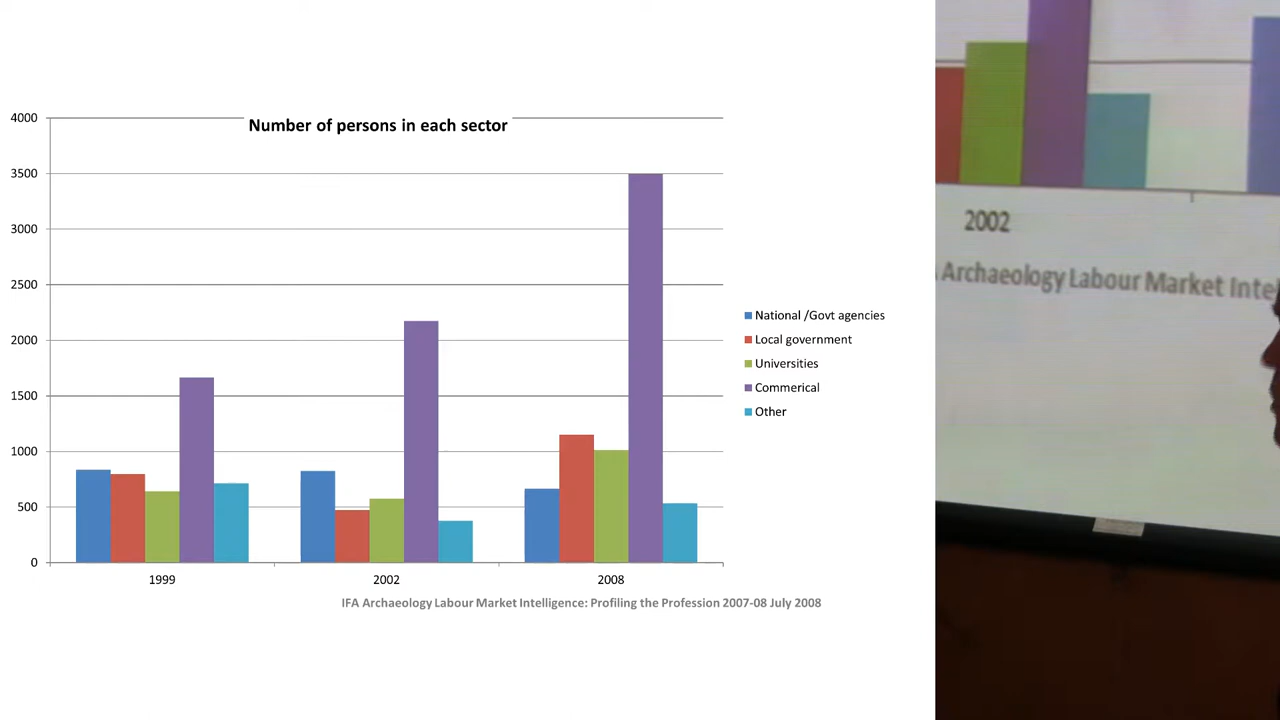 Number of persons in each sector
4000
3500
3000
2500
2000
1500
1000
500
0
1999 2002 2008
National /Govt agencies
Local government
Universities
Commerical
Other
IFA Archaeology Labour Market Intelligence: Profiling the Profession 2007-08 July 2008
2002
Archaeology Labour Market